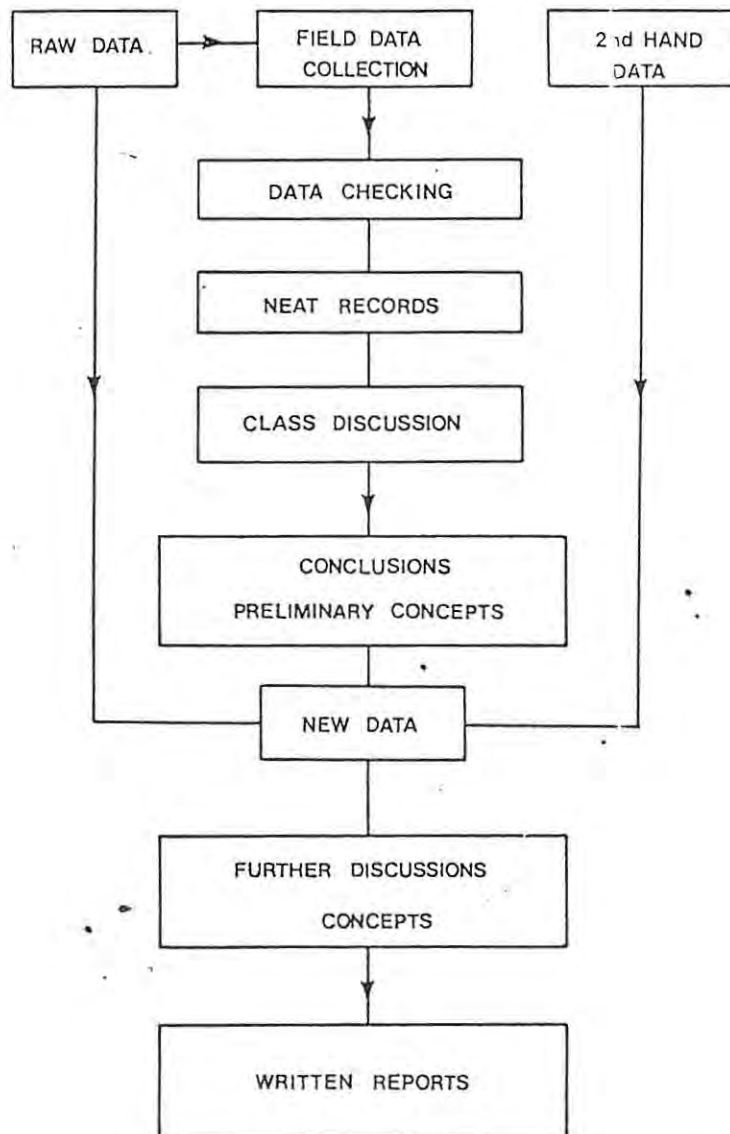 RAW DATA
FIELD DATA
COLLECTION
2nd HAND
DATA
DATA CHECKING
NEAT RECORDS
CLASS DISCUSSION
CONCLUSIONS
PRELIMINARY CONCEPTS
NEW DATA
FURTHER DISCUSSIONS
CONCEPTS
WRITTEN REPORTS